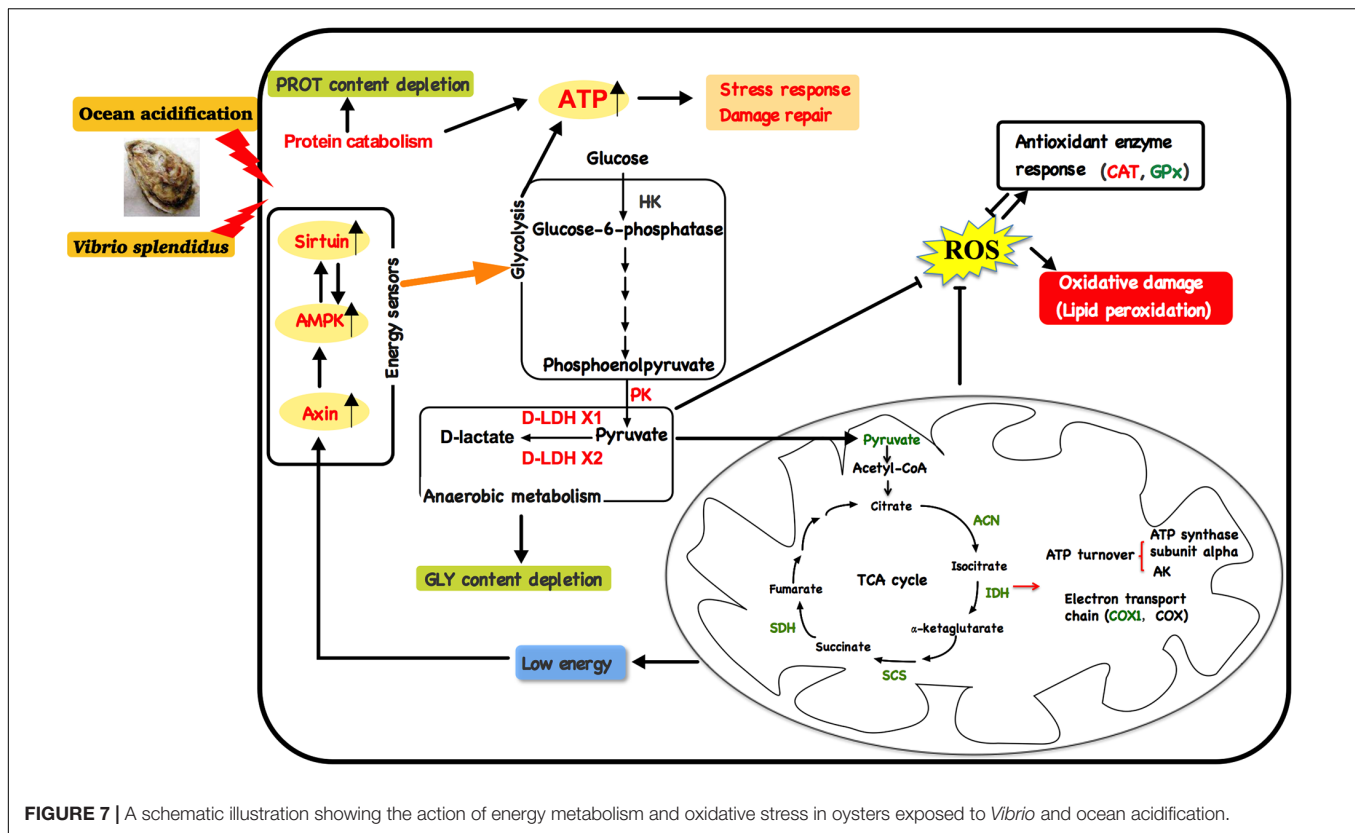 Ocean acidification
Vibrio splendidus
PROT content depletion
Protein catabolism
ATP
Stress response
Damage repair
Sirtuin
AMPK
Axin
Energy sensors
Glycolysis
Glucose
HK
Glucose-6-phosphatase
Phosphoenolpyruvate
PK
D-LDH X1
D-lactate
Pyruvate
D-LDH X2
Anaerobic metabolism
GLY content depletion
Low energy
Antioxidant enzyme
response (CAT, GPx)
ROS
Oxidative damage
(Lipid peroxidation)
Pyruvate
Acetyl-CoA
Citrate
ACN
Isocitrate
IDH
α-ketaglutarate
SCS
Succinate
SDH
Fumarate
TCA cycle
ATP turnover
ATP synthase
subunit alpha
AK
Electron transport
chain (COX1, COX)
FIGURE 7 | A schematic illustration showing the action of energy metabolism and oxidative stress in oysters exposed to Vibrio and ocean acidification.